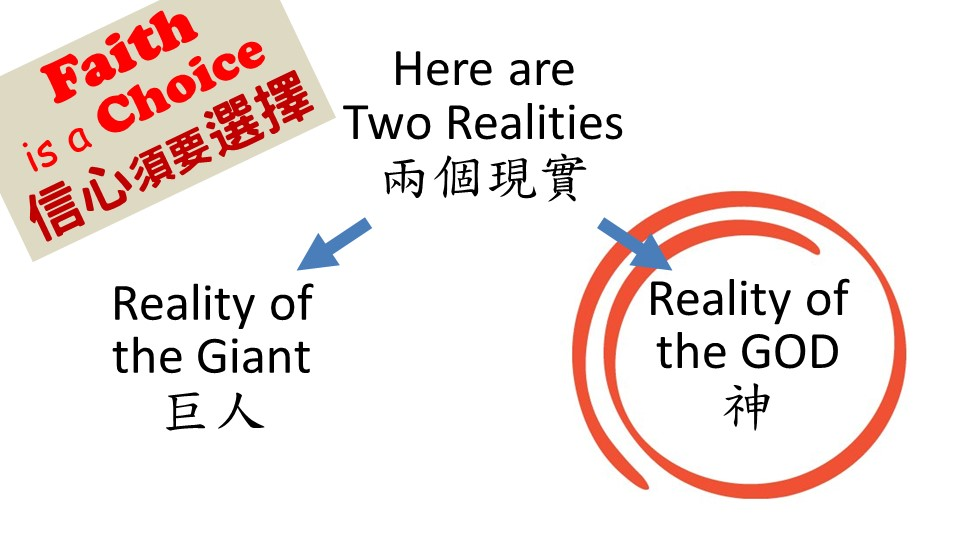 Faith
is a Choice
信心須要選擇
Here are
Two Realities
兩個現實
Reality of
the Giant
巨人
Reality of
the GOD
神